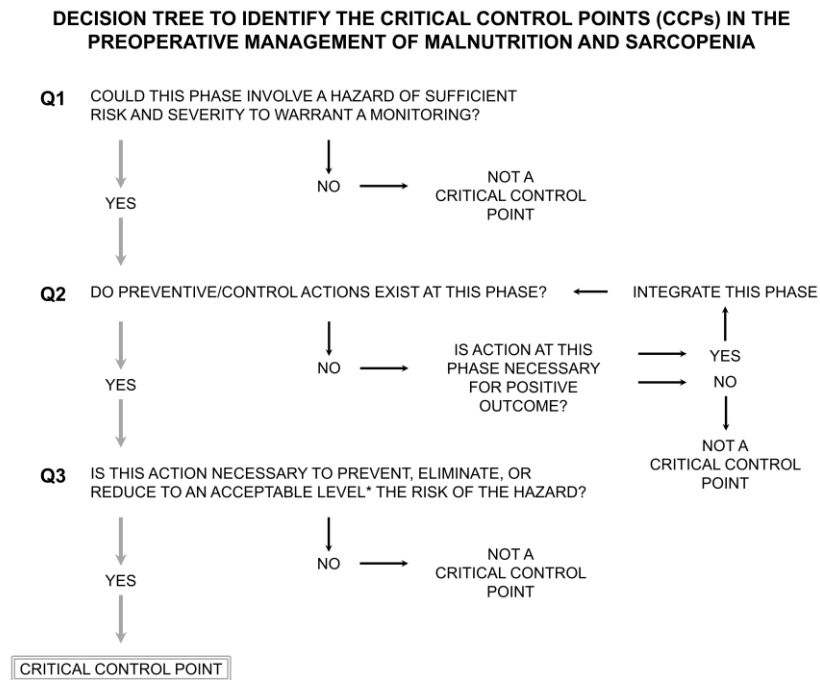 DECISION TREE TO IDENTIFY THE CRITICAL CONTROL POINTS (CCPs) IN THE
PREOPERATIVE MANAGEMENT OF MALNUTRITION AND SARCOPENIA
Q1 COULD THIS PHASE INVOLVE A HAZARD OF SUFFICIENT
RISK AND SEVERITY TO WARRANT A MONITORING?
YES
NO
NOT A
CRITICAL CONTROL
POINT
Q2 DO PREVENTIVE/CONTROL ACTIONS EXIST AT THIS PHASE?
INTEGRATE THIS PHASE
YES
NO
IS ACTION AT THIS
PHASE NECESSARY
FOR POSITIVE
OUTCOME?
YES
NO
NOT A
CRITICAL CONTROL
POINT
Q3 IS THIS ACTION NECESSARY TO PREVENT, ELIMINATE, OR
REDUCE TO AN ACCEPTABLE LEVEL* THE RISK OF THE HAZARD?
YES
NO
NOT A
CRITICAL CONTROL
POINT
CRITICAL CONTROL POINT